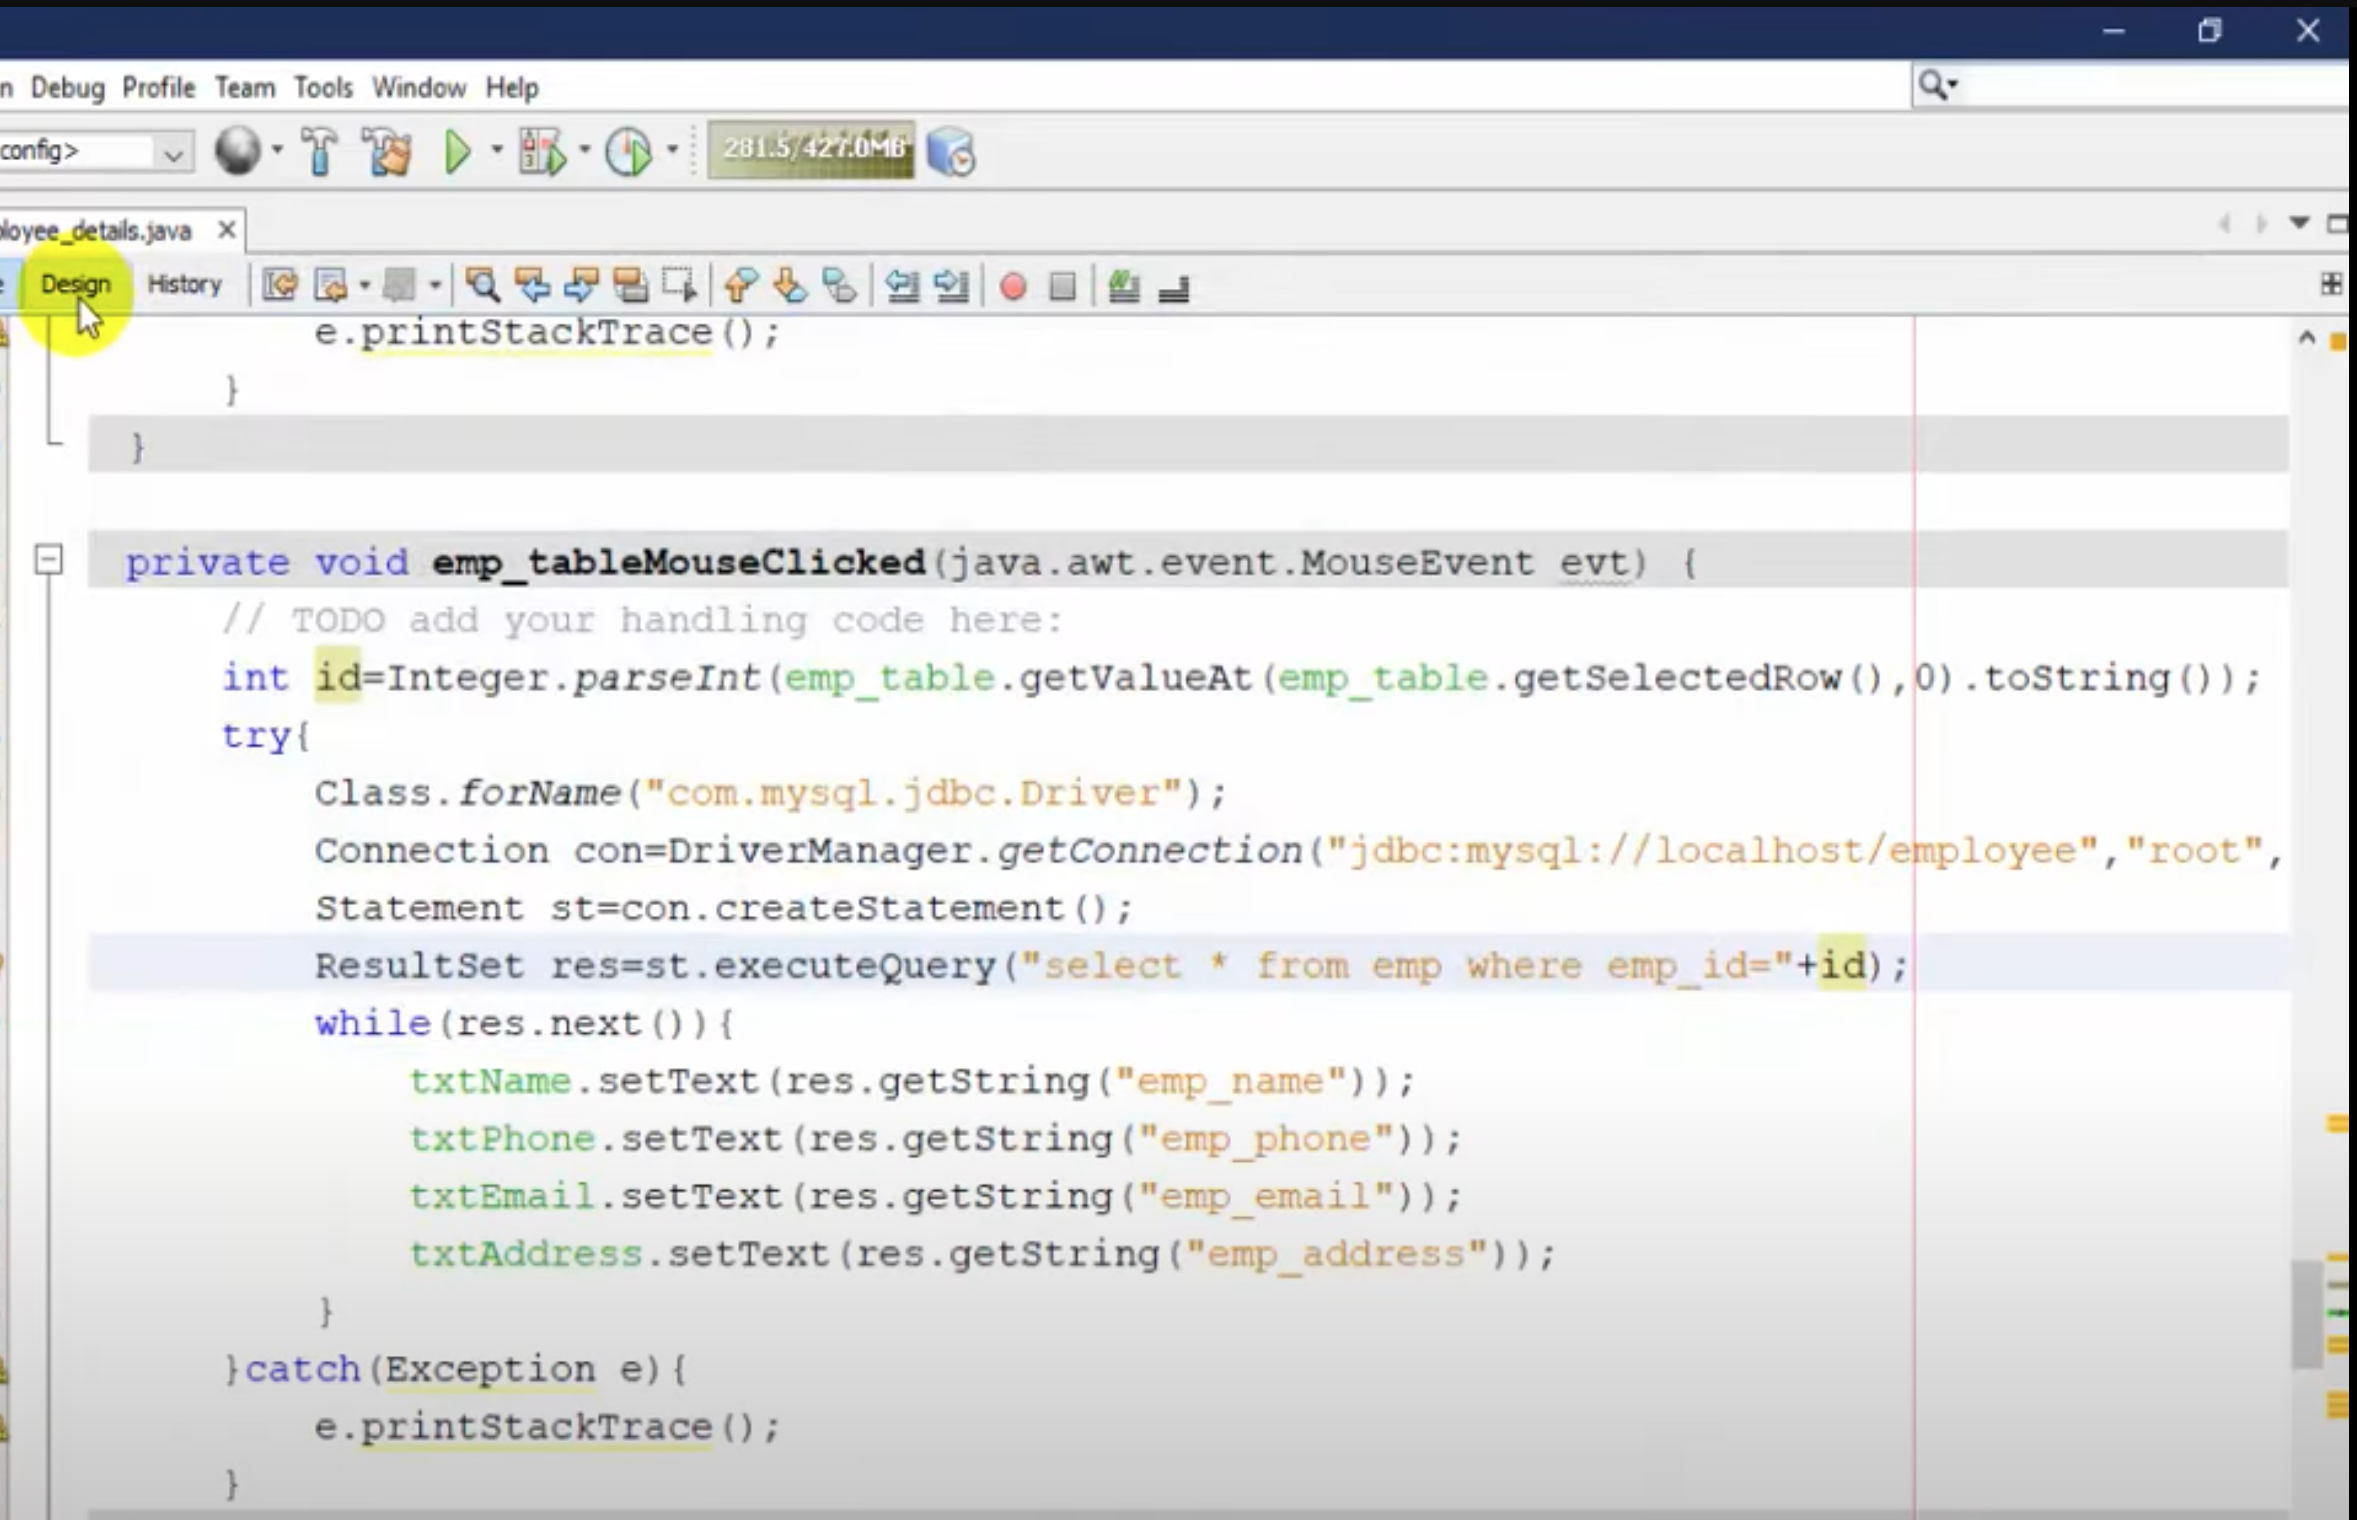 n Debug Profile Team Tools Window Help
config>
281.5/427.0MB
loyee_details.java
Design History
e.printStackTrace();
}
}
private void emp_tableMouseClicked(java.awt.event.MouseEvent evt) {
// TODO add your handling code here:
int id=Integer.parseInt(emp_table.getValueAt(emp_table.getSelectedRow(),0).toString());
try{
Class.forName("com.mysql.jdbc.Driver");
Connection con=DriverManager.getConnection("jdbc:mysql://localhost/employee","root",
Statement st=con.createStatement();
ResultSet res=st.executeQuery("select * from emp where emp_id="+id);
while(res.next()){
txtName.setText(res.getString("emp_name"));
txtPhone.setText(res.getString("emp_phone"));
txtEmail.setText(res.getString("emp_email"));
txtAddress.setText(res.getString("emp_address"));
}
}catch(Exception e){
e.printStackTrace();
}